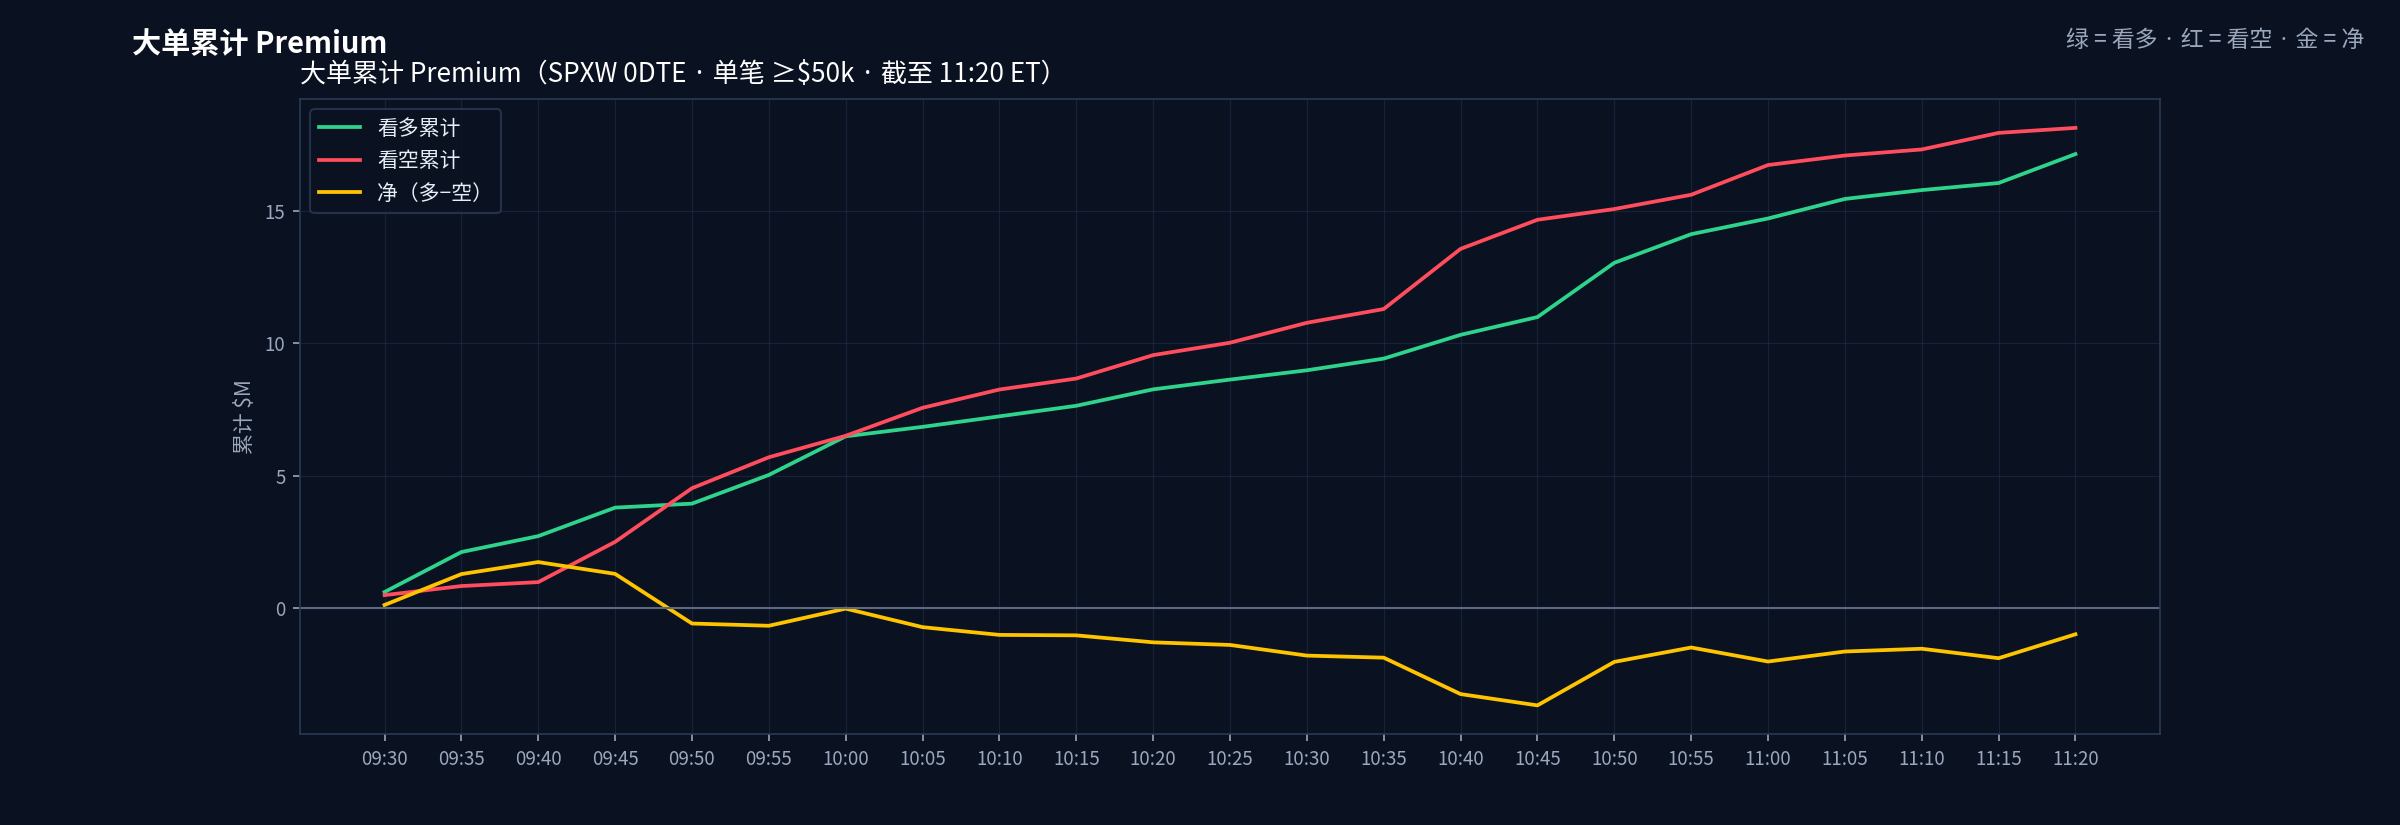 大单累计 Premium
绿 = 看多 · 红 = 看空 · 金 = 净
大单累计 Premium（SPXW 0DTE · 单笔 ≥$50k · 截至 11:20 ET）
看多累计
看空累计
净（多−空）
累计 $M
15
10
5
0
09:30 09:35 09:40 09:45 09:50 09:55 10:00 10:05 10:10 10:15 10:20 10:25 10:30 10:35 10:40 10:45 10:50 10:55 11:00 11:05 11:10 11:15 11:20